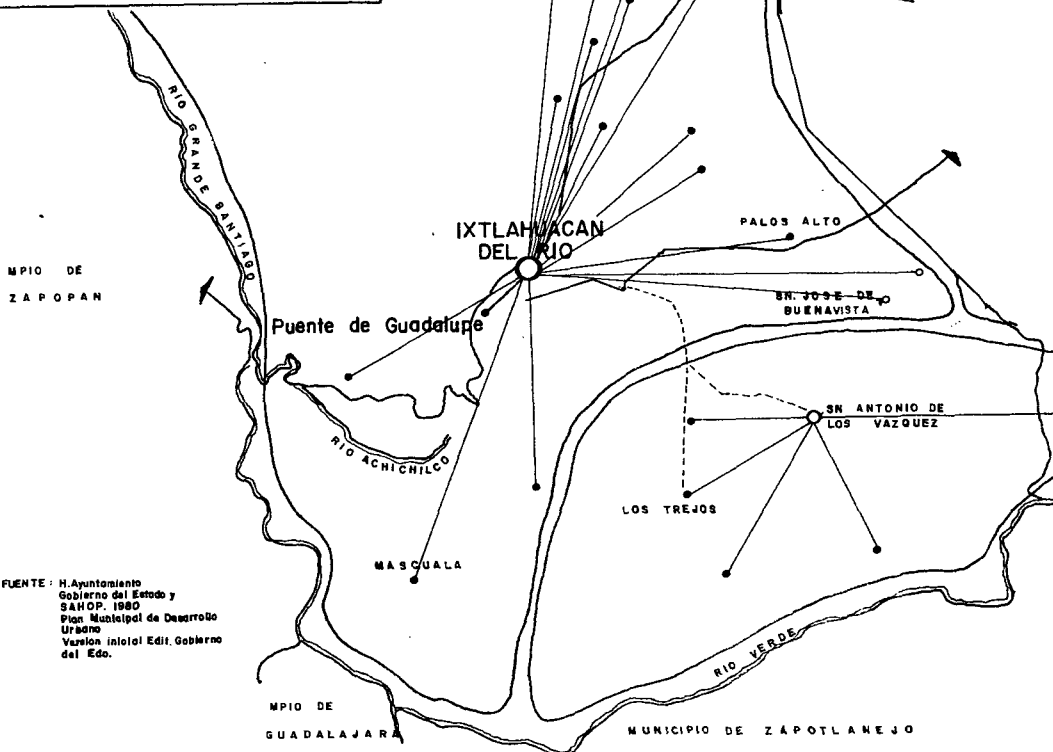 RIO GRANDE SANTIAGO
IXTLAHUACAN
DEL RIO
PALOS ALTO
MPIO DE
ZAPOPAN
SN. JOSE DE
BUENAVISTA
Puente de Guadalupe
SN ANTONIO DE
LOS VAZQUEZ
RIO ACHICHILCO
LOS TREJOS
MASCUALA
FUENTE : H.Ayuntamiento
Gobierno del Estado y
SAHOP. 1980
Plan Municipal de Desarrollo
Urbano
Version inicial Edit. Gobierno
del Edo.
RIO VERDE
MPIO DE
GUADALAJARA
MUNICIPIO DE ZAPOTLANEJO